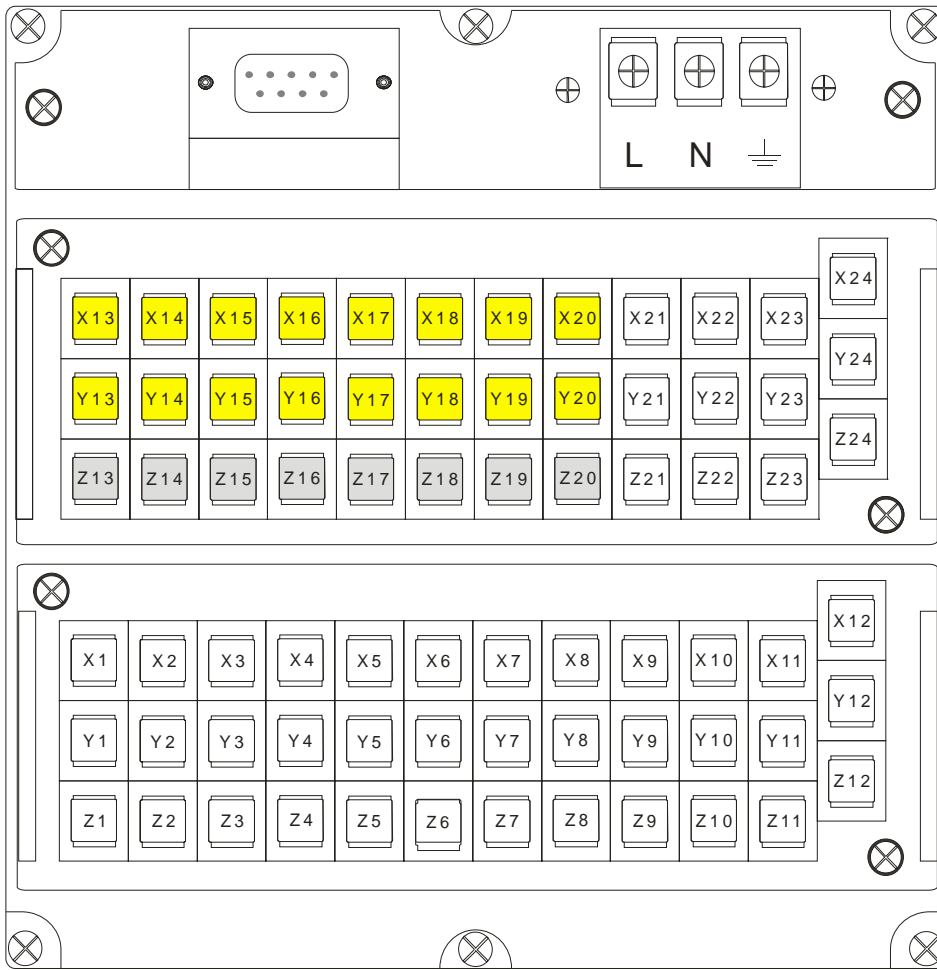 L N
X24
X13 X14 X15 X16 X17 X18 X19 X20 X21 X22 X23
Y24
Y13 Y14 Y15 Y16 Y17 Y18 Y19 Y20 Y21 Y22 Y23
Z24
Z13 Z14 Z15 Z16 Z17 Z18 Z19 Z20 Z21 Z22 Z23
X12
X1 X2 X3 X4 X5 X6 X7 X8 X9 X10 X11
Y12
Y1 Y2 Y3 Y4 Y5 Y6 Y7 Y8 Y9 Y10 Y11
Z12
Z1 Z2 Z3 Z4 Z5 Z6 Z7 Z8 Z9 Z10 Z11